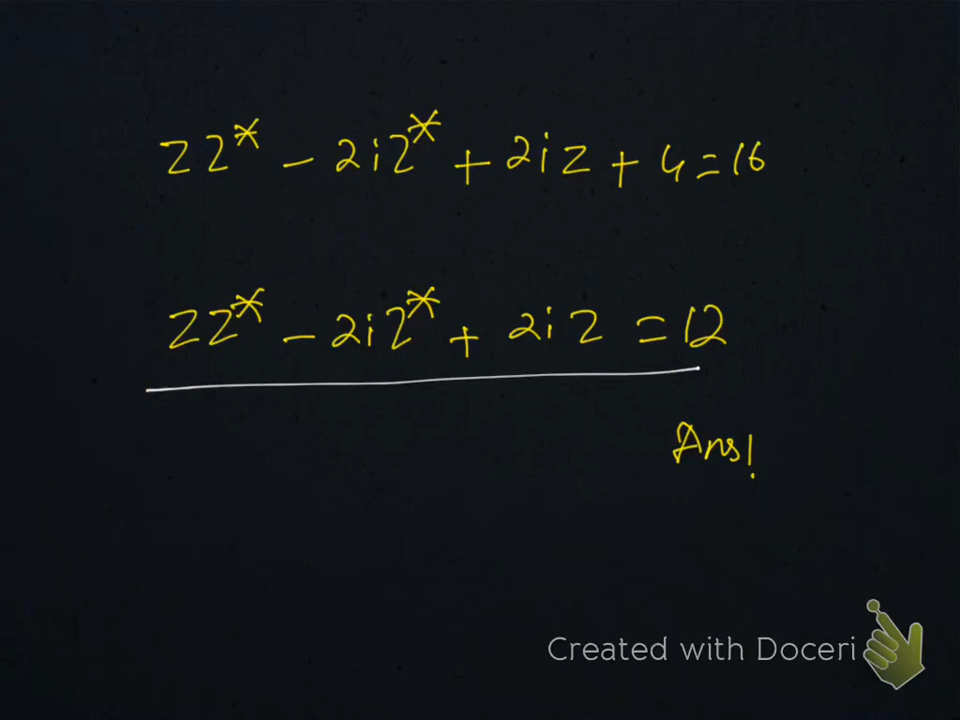 zz* - 2iz* + 2iz + 4 = 16
zz* - 2iz* + 2iz = 12
Ans!
Created with Doceri